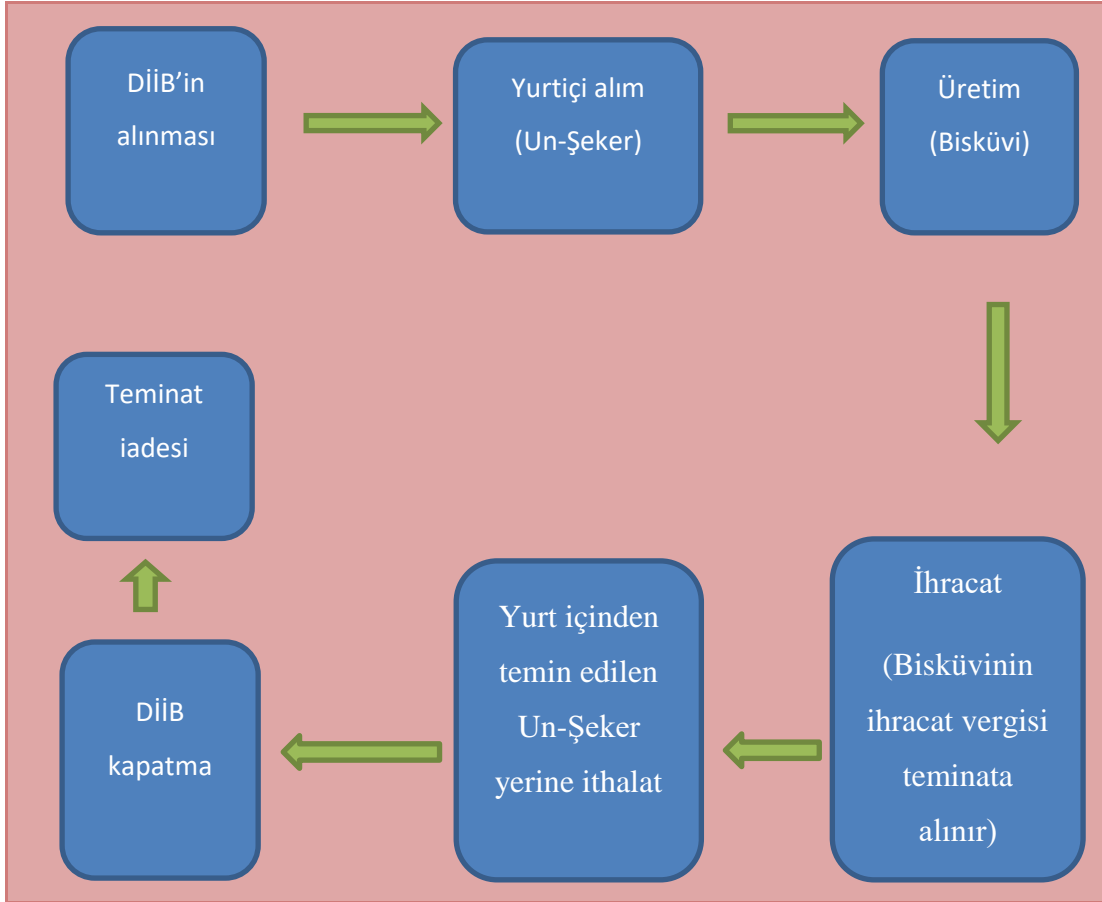 DİİB’in
alınması
Yurtiçi alım
(Un-Şeker)
Üretim
(Bisküvi)
İhracat
(Bisküvinin
ihracat vergisi
teminata
alınır)
Yurt içinden
temin edilen
Un-Şeker
yerine ithalat
DİİB
kapatma
Teminat
iadesi